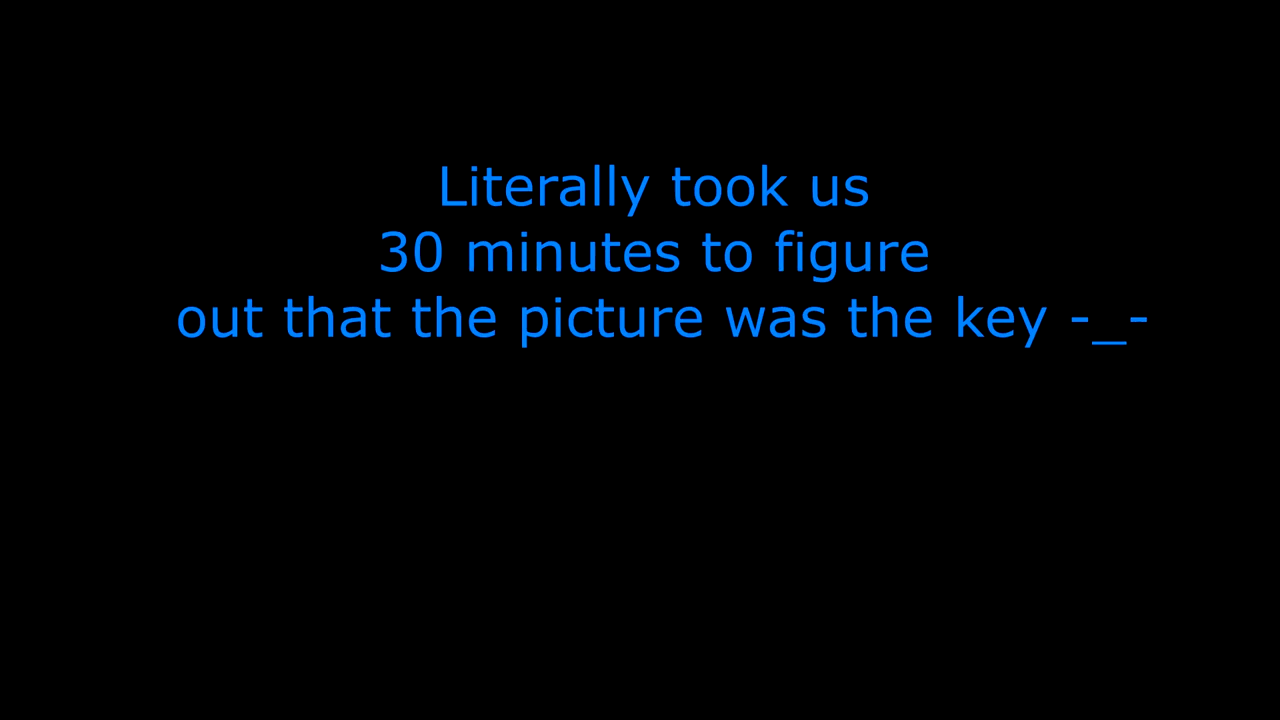 Literally took us
30 minutes to figure
out that the picture was the key -_-